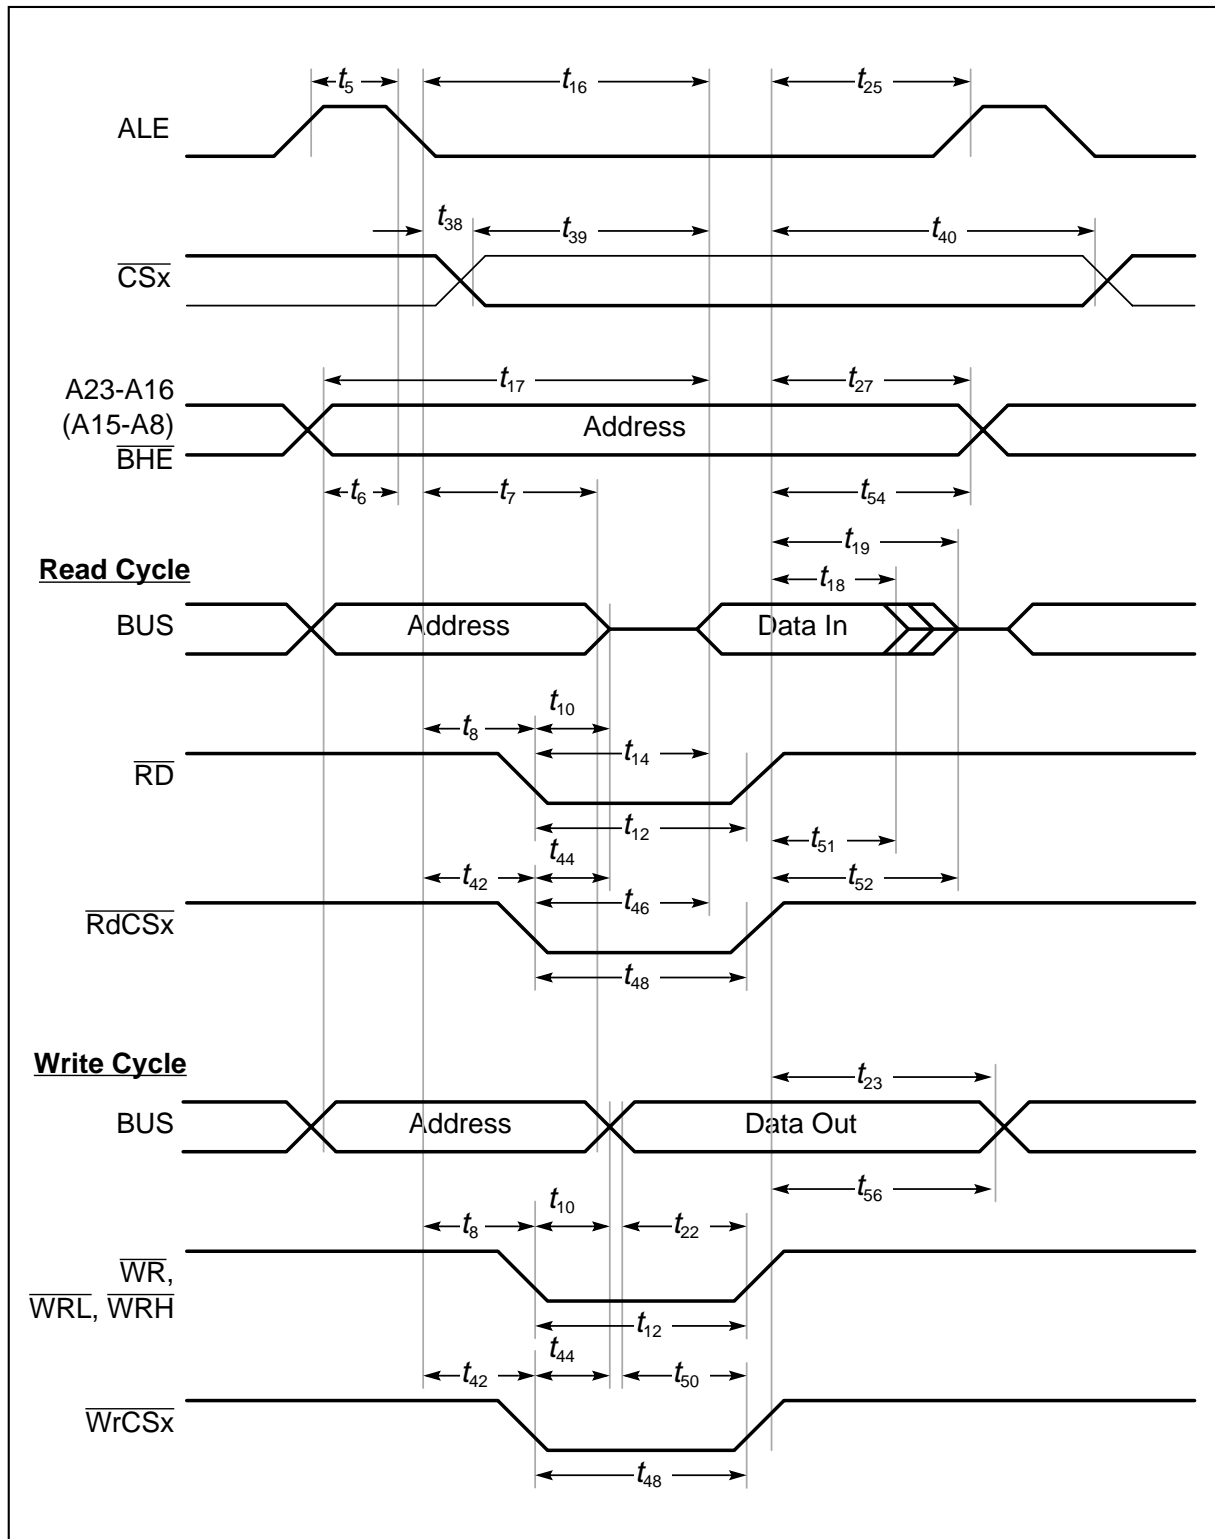 t5 t16 t25
ALE
t38 t39 t40
CSx
t17 t27
A23-A16
(A15-A8)
BHE
Address
t6 t7 t54
t19
Read Cycle
t18
BUS Address Data In
t10
t8
t14
RD
t12
t51
t44
t42 t52
t46
RdCSx
t48
Write Cycle
t23
BUS Address Data Out
t56
t10
t8 t22
WR,
WRL, WRH
t12
t44
t42 t50
WrCSx
t48